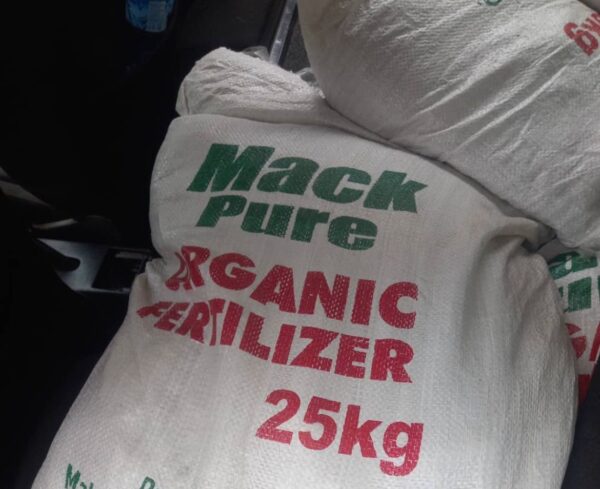 Mack
Pure
ORGANIC
FERTILIZER
25kg